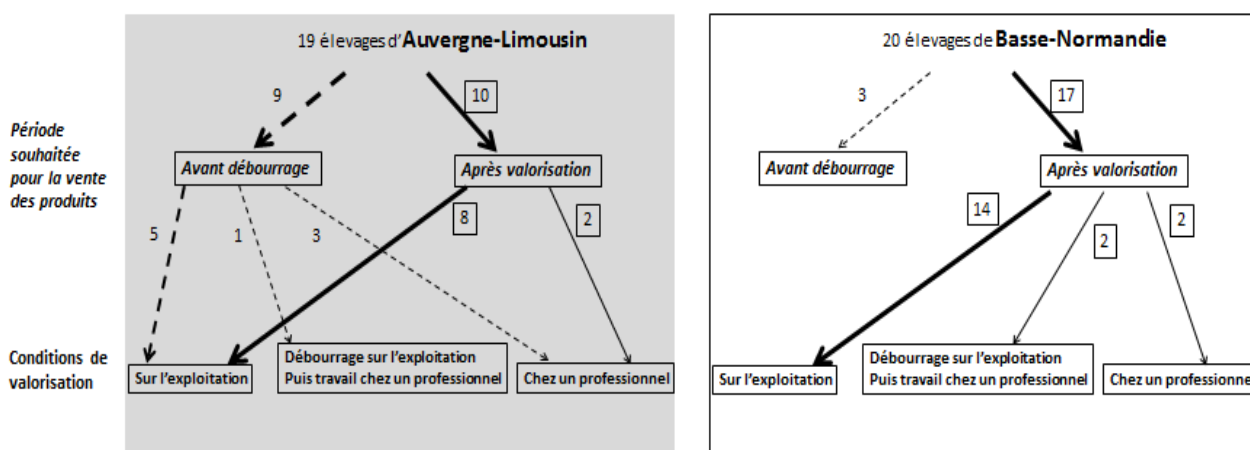 19 élevages d'Auvergne-Limousin
9
10
Période
souhaitée
pour la vente
des produits
Avant débourrage
Après valorisation
5
1
3
8
2
Conditions de
valorisation
Sur l'exploitation
Débourrage sur l'exploitation
Puis travail chez un professionnel
Chez un professionnel
20 élevages de Basse-Normandie
3
17
Avant débourrage
Après valorisation
14
2
2
Sur l'exploitation
Débourrage sur l'exploitation
Puis travail chez un professionnel
Chez un professionnel